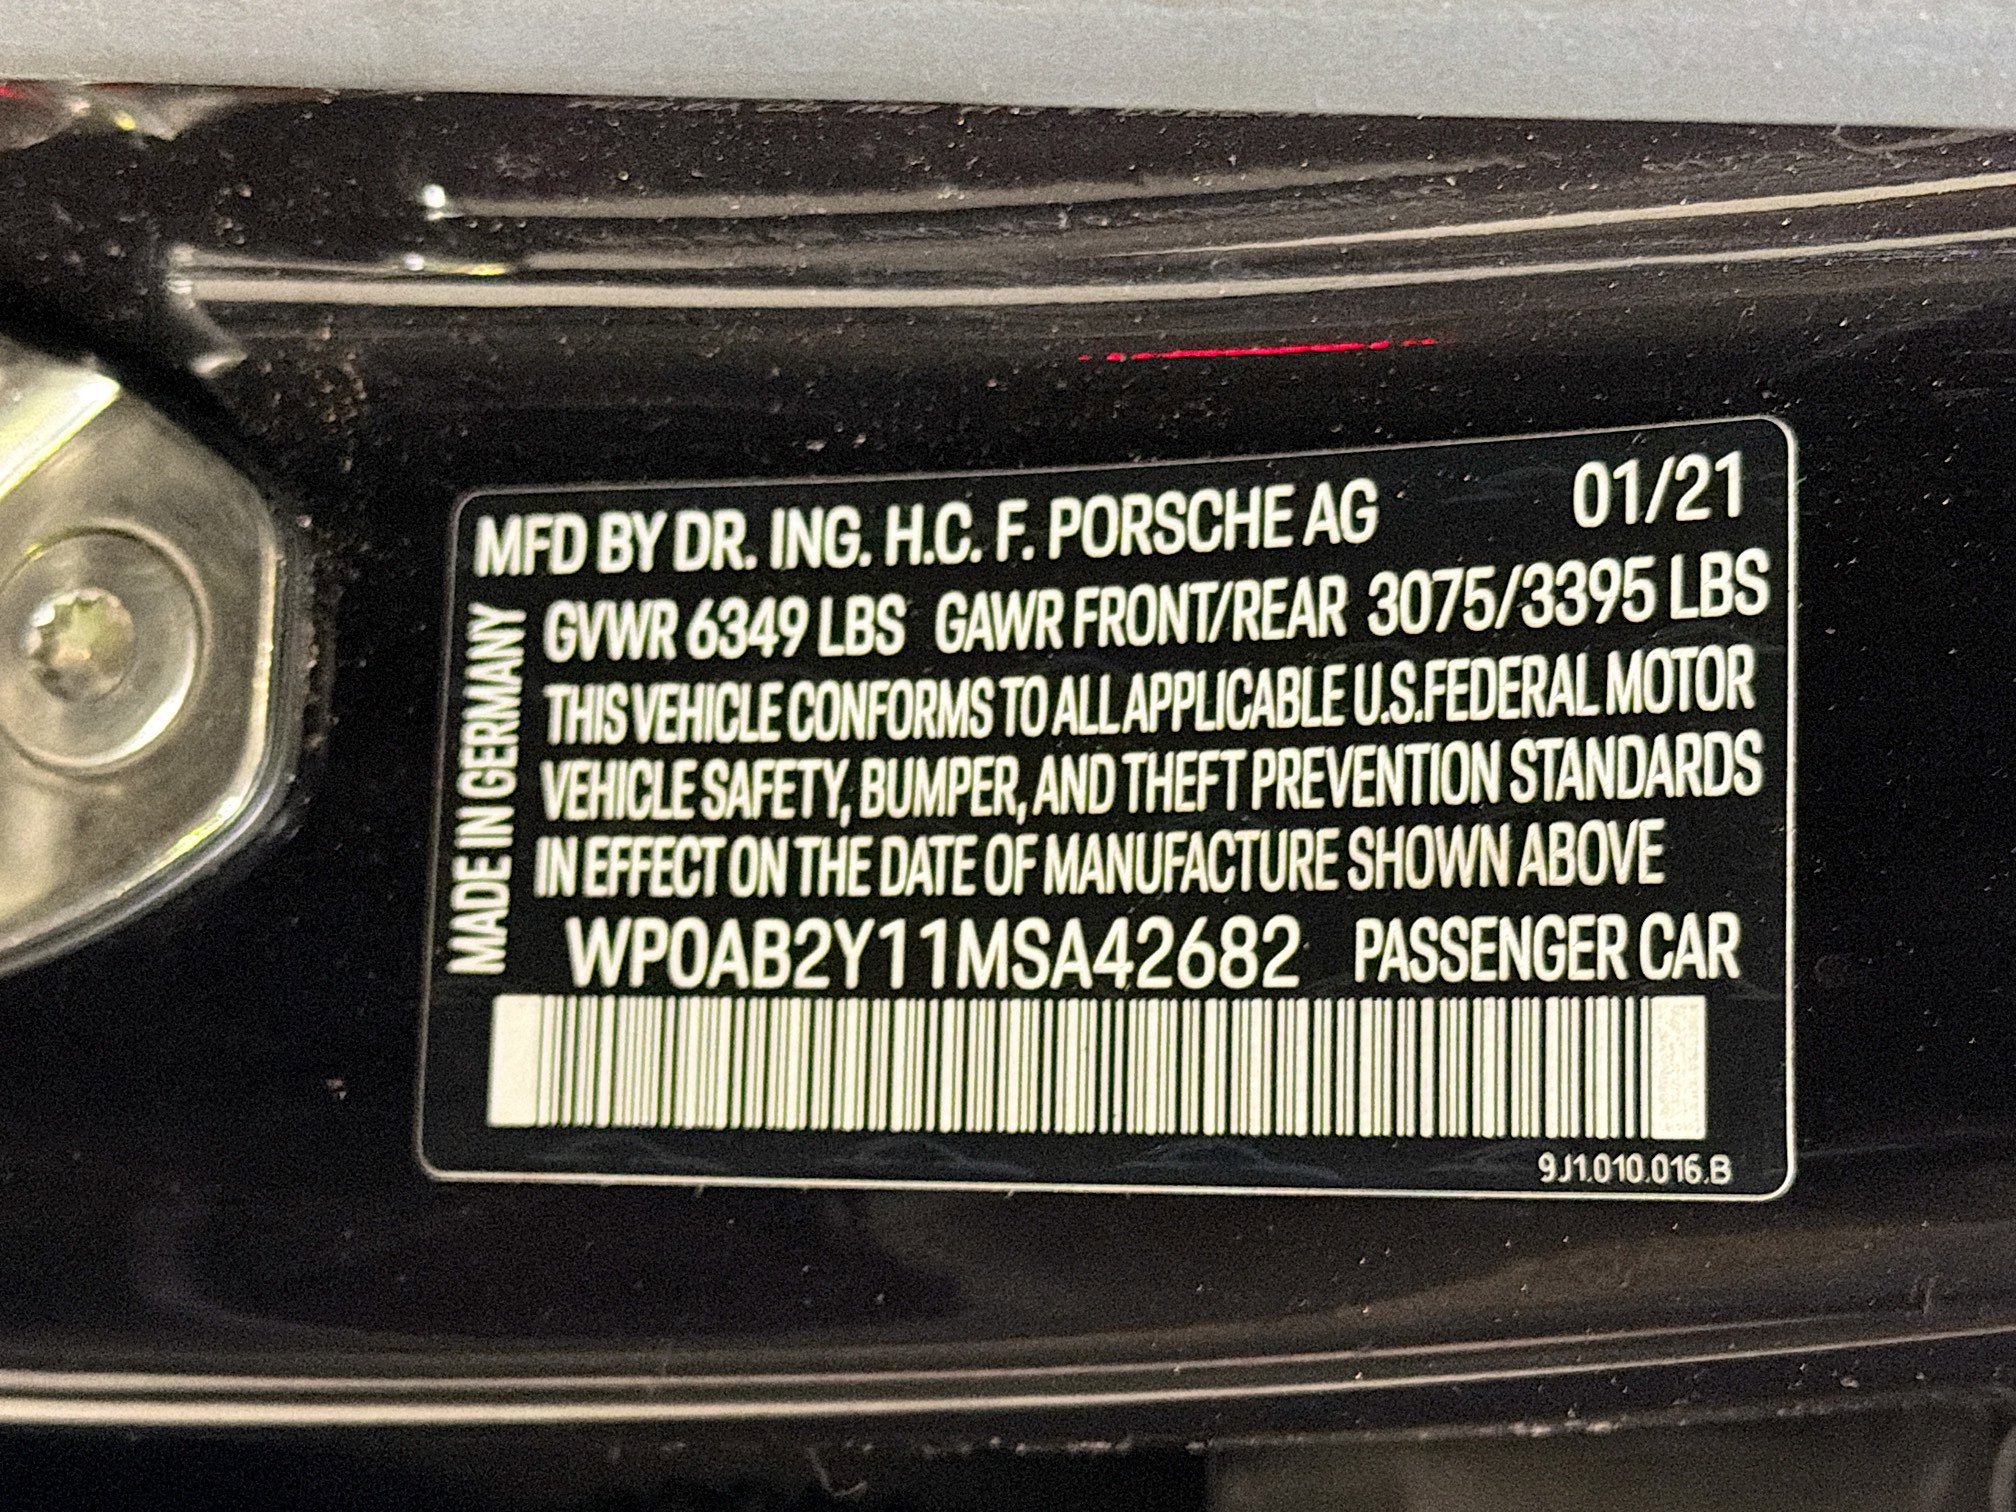 MFD BY DR. ING. H.C. F. PORSCHE AG 01/21
GVWR 6349 LBS GAWR FRONT/REAR 3075/3395 LBS
THIS VEHICLE CONFORMS TO ALL APPLICABLE U.S.FEDERAL MOTOR
VEHICLE SAFETY, BUMPER, AND THEFT PREVENTION STANDARDS
IN EFFECT ON THE DATE OF MANUFACTURE SHOWN ABOVE
WP0AB2Y11MSA42682 PASSENGER CAR
MADE IN GERMANY
9J1.010.016.B